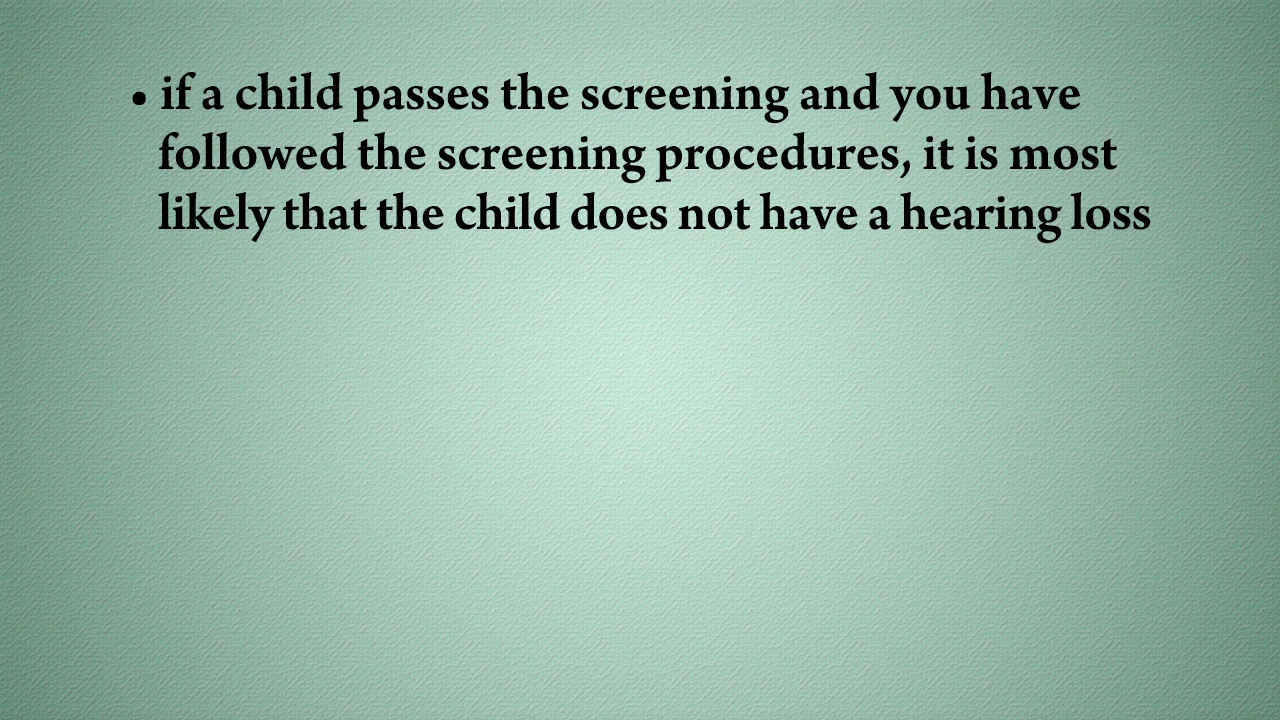 • if a child passes the screening and you have
followed the screening procedures, it is most
likely that the child does not have a hearing loss